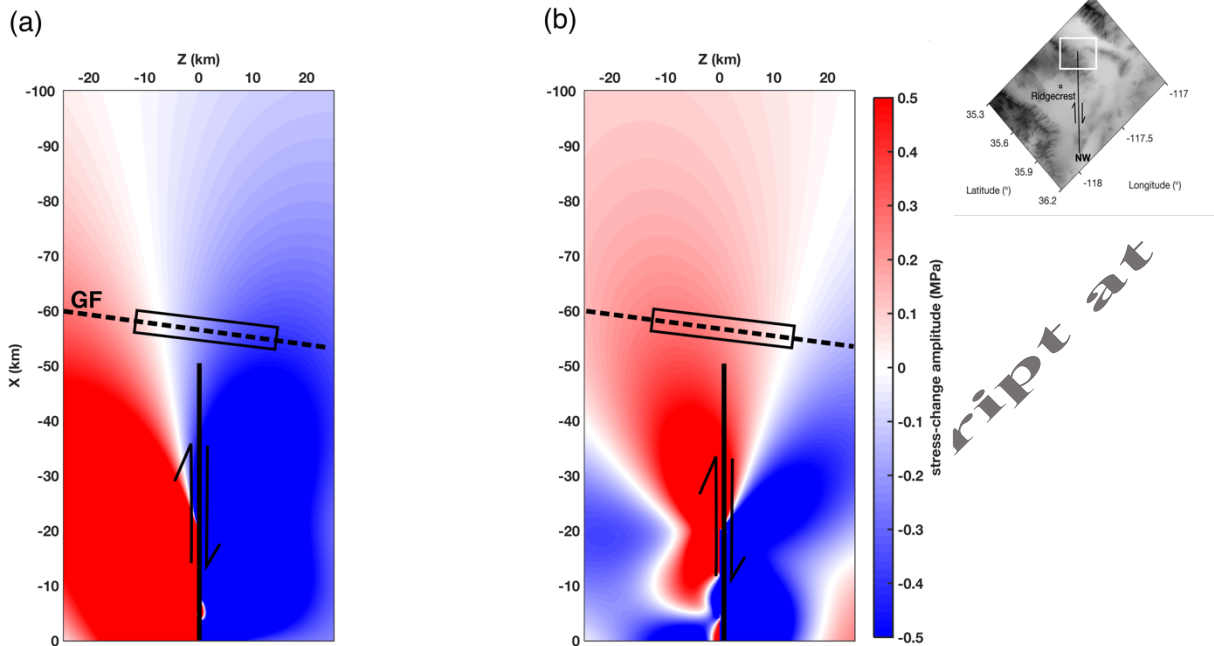 (a)
Z (km)
-20 -10 0 10 20
-100
-90
-80
-70
-60
-50
-40
-30
-20
-10
0
X (km)
GF
(b)
Z (km)
-20 -10 0 10 20
-100
-90
-80
-70
-60
-50
-40
-30
-20
-10
0
0.5
0.4
0.3
0.2
0.1
0
-0.1
-0.2
-0.3
-0.4
-0.5
stress-change amplitude (MPa)
Ridgecrest
NW
35.3
35.6
35.9
36.2
Latitude (°)
-117
-117.5
-118
Longitude (°)
ript at